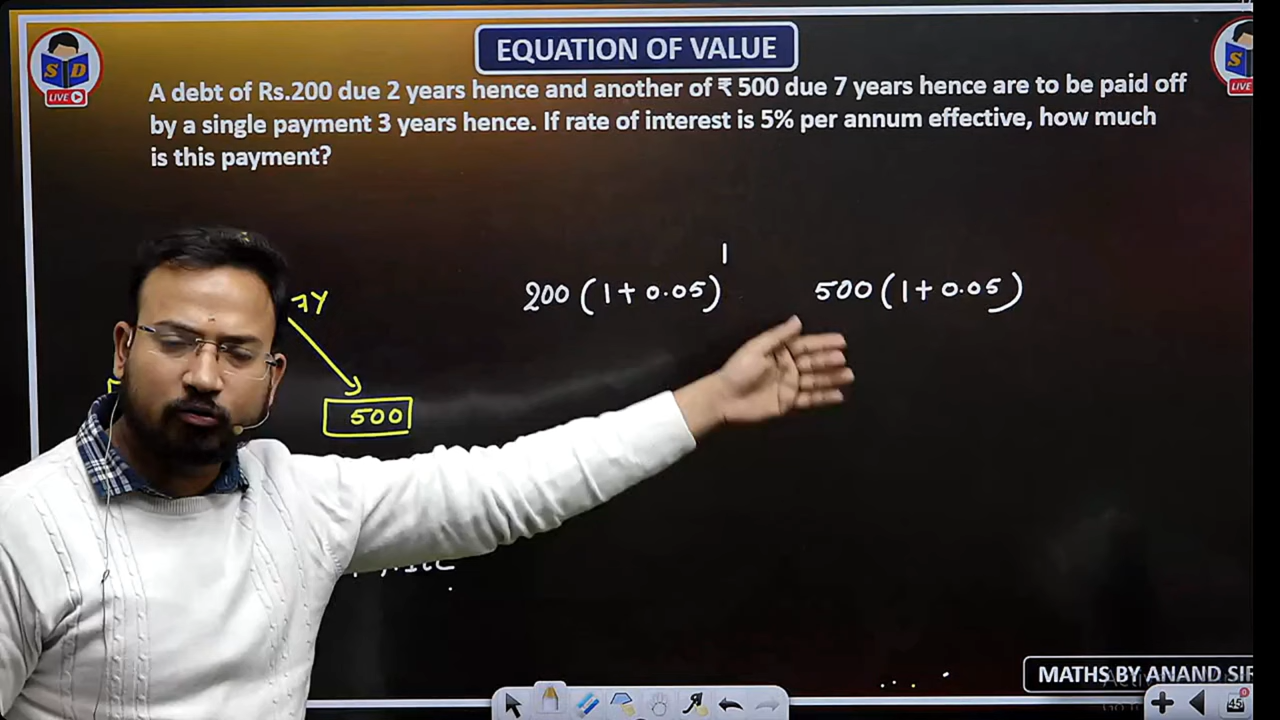 EQUATION OF VALUE
S D
LIVE
S
LIVE
A debt of Rs.200 due 2 years hence and another of ₹ 500 due 7 years hence are to be paid off
by a single payment 3 years hence. If rate of interest is 5% per annum effective, how much
is this payment?
200 (1+0.05)¹ 500 (1+0.05)
7Y
500
MATHS BY ANAND SIR
45